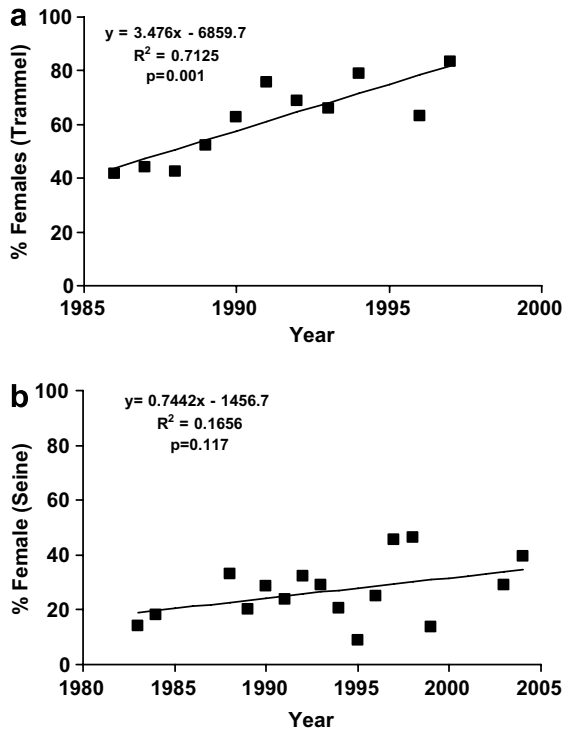 a
y = 3.476x - 6859.7
R² = 0.7125
p=0.001
% Females (Trammel)
100
80
60
40
20
0
1985 1990 1995 2000
Year
b
y= 0.7442x - 1456.7
R² = 0.1656
p=0.117
% Female (Seine)
100
80
60
40
20
0
1980 1985 1990 1995 2000 2005
Year